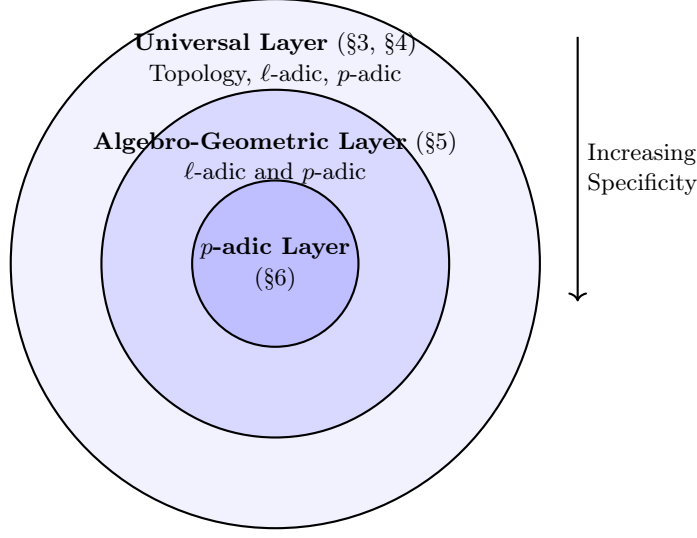 Universal Layer (§3, §4)
Topology, ℓ-adic, p-adic
Algebro-Geometric Layer (§5)
ℓ-adic and p-adic
p-adic Layer
(§6)
Increasing
Specificity